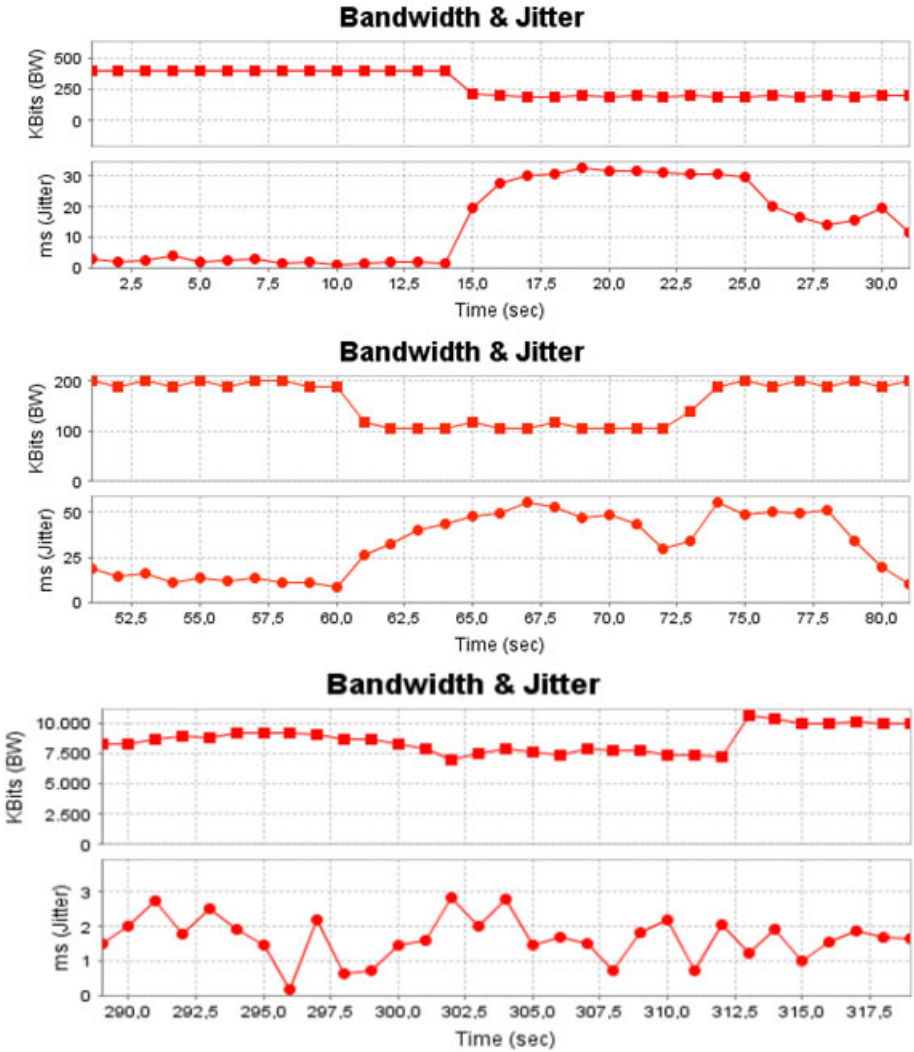 Bandwidth & Jitter
KBits (BW)
500
250
0
ms (Jitter)
30
20
10
0
2,5 5,0 7,5 10,0 12,5 15,0 17,5 20,0 22,5 25,0 27,5 30,0
Time (sec)
Bandwidth & Jitter
KBits (BW)
200
100
0
ms (Jitter)
50
25
0
52,5 55,0 57,5 60,0 62,5 65,0 67,5 70,0 72,5 75,0 77,5 80,0
Time (sec)
Bandwidth & Jitter
KBits (BW)
10.000
7.500
5.000
2.500
0
ms (Jitter)
3
2
1
0
290,0 292,5 295,0 297,5 300,0 302,5 305,0 307,5 310,0 312,5 315,0 317,5
Time (sec)